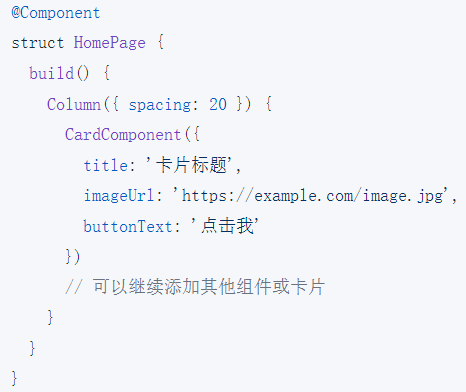 @Component
struct HomePage {
  build() {
    Column({ spacing: 20 }) {
      CardComponent({
        title: '卡片标题',
        imageUrl: 'https://example.com/image.jpg',
        buttonText: '点击我'
      })
      // 可以继续添加其他组件或卡片
    }
  }
}